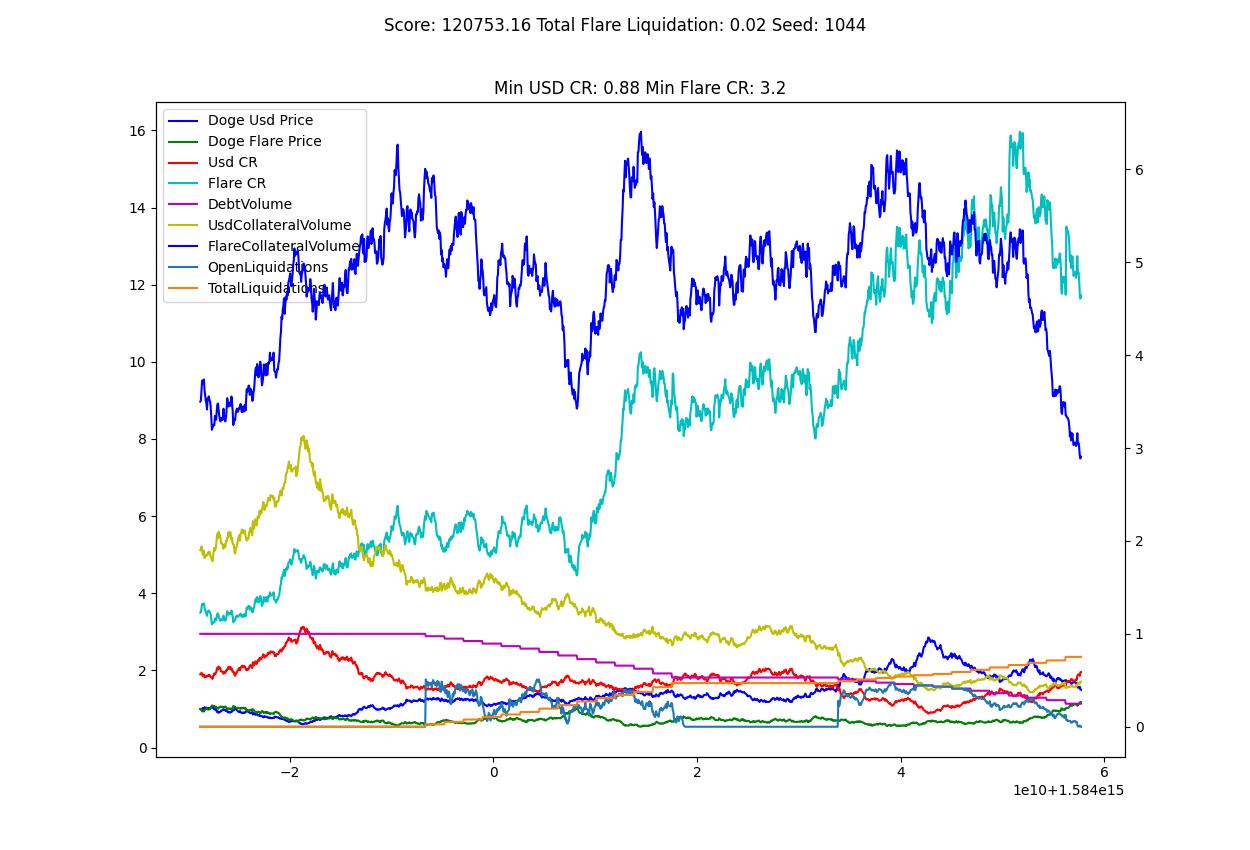 Score: 120753.16 Total Flare Liquidation: 0.02 Seed: 1044
Min USD CR: 0.88 Min Flare CR: 3.2
Doge Usd Price
Doge Flare Price
Usd CR
Flare CR
DebtVolume
UsdCollateralVolume
FlareCollateralVolume
OpenLiquidations
TotalLiquidations
16
14
12
10
8
6
4
2
0
6
5
4
3
2
1
0
−2
0
2
4
6
1e10+1.584e15